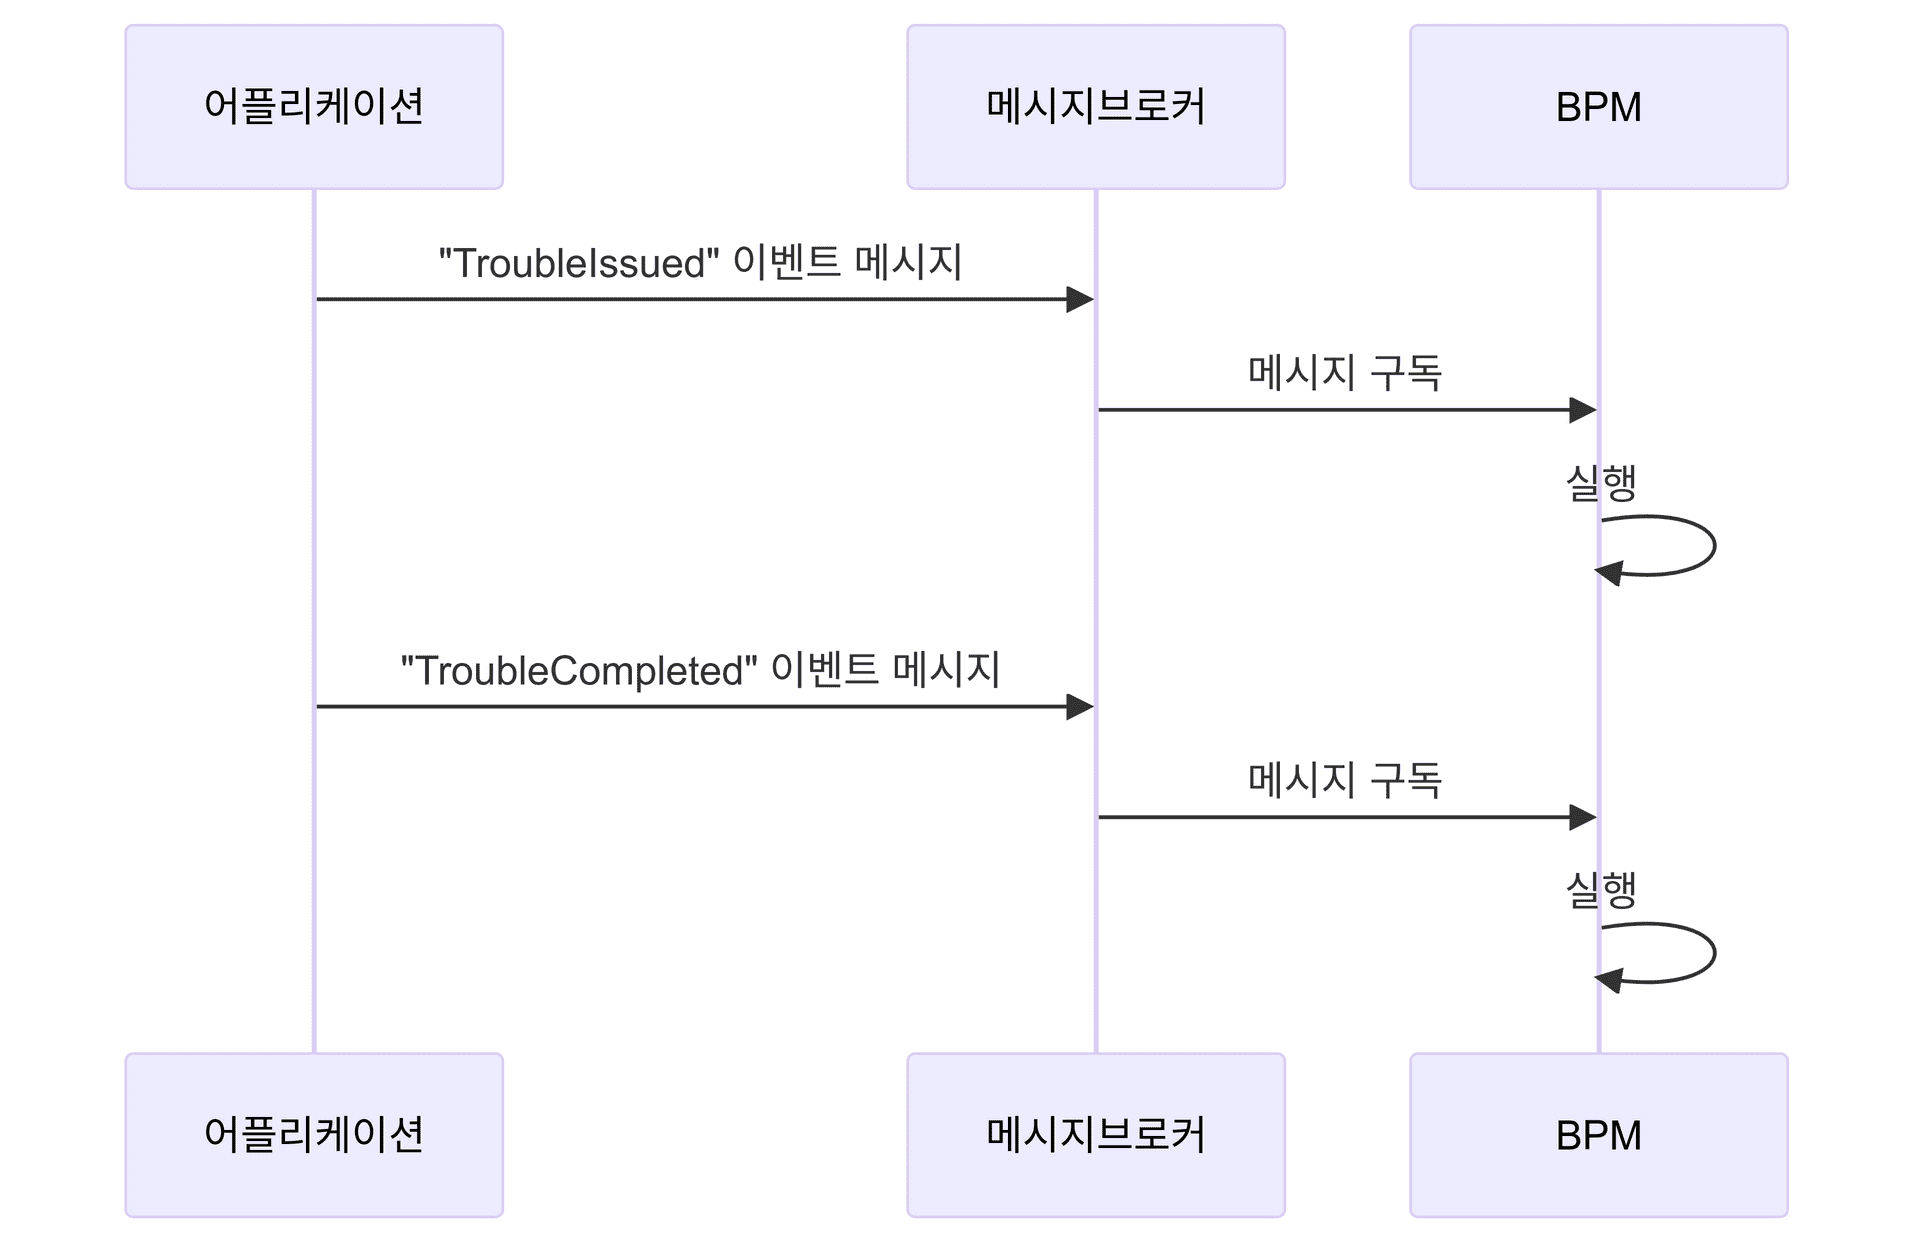 어플리케이션
메시지브로커
BPM
"TroubleIssued" 이벤트 메시지
메시지 구독
실행
"TroubleCompleted" 이벤트 메시지
메시지 구독
실행
어플리케이션
메시지브로커
BPM